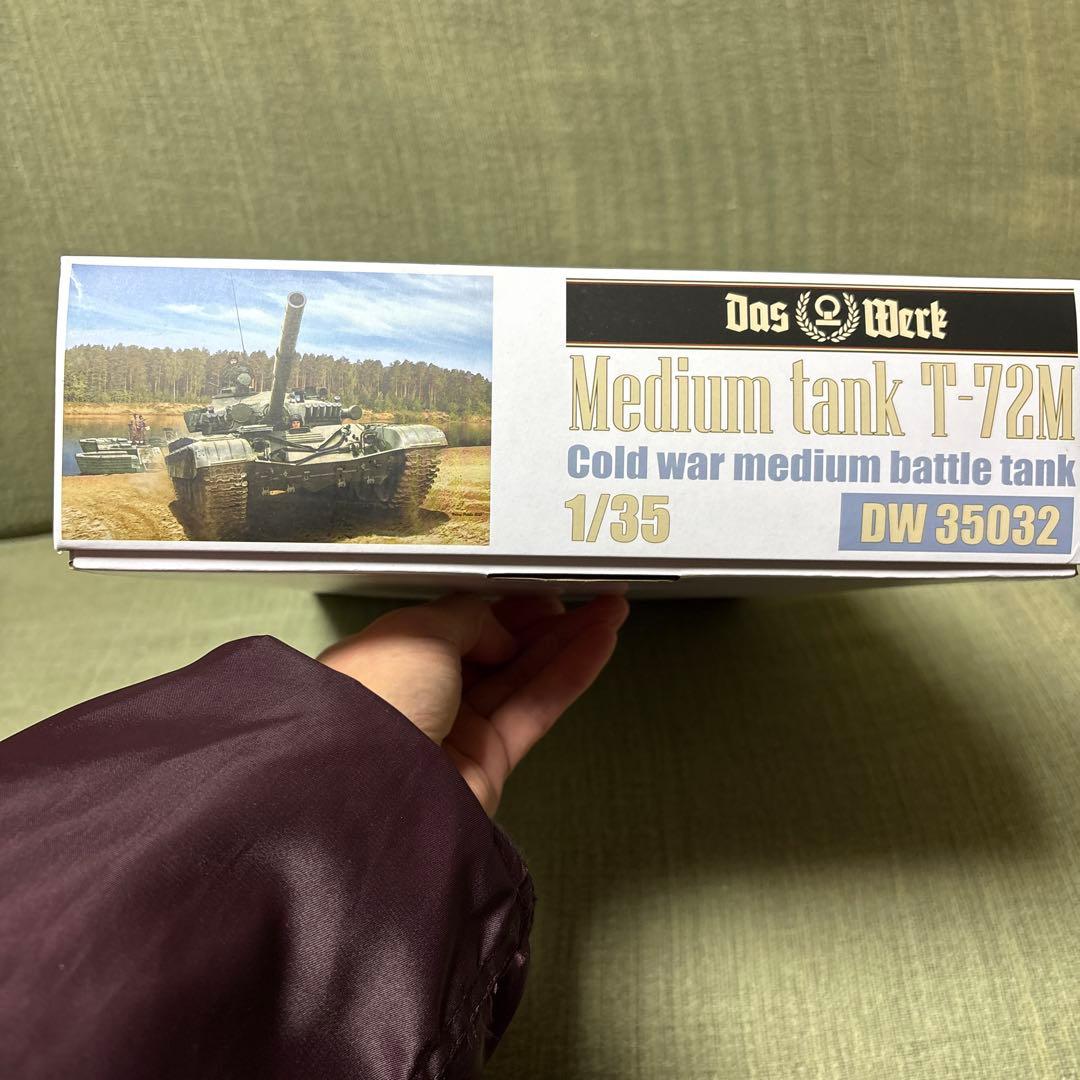 Das Werk
Medium tank T-72M
Cold war medium battle tank
1/35
DW 35032